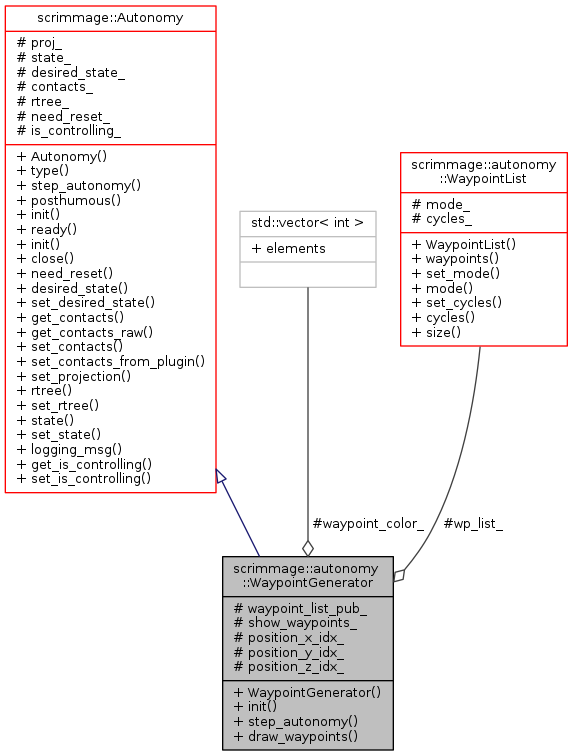 scrimmage::Autonomy
# proj_
# state_
# desired_state_
# contacts_
# rtree_
# need_reset_
# is_controlling_
+ Autonomy()
+ type()
+ step_autonomy()
+ posthumous()
+ init()
+ ready()
+ init()
+ close()
+ need_reset()
+ desired_state()
+ set_desired_state()
+ get_contacts()
+ get_contacts_raw()
+ set_contacts()
+ set_contacts_from_plugin()
+ set_projection()
+ rtree()
+ set_rtree()
+ state()
+ set_state()
+ logging_msg()
+ get_is_controlling()
+ set_is_controlling()
std::vector< int >
+ elements
scrimmage::autonomy
::WaypointList
# mode_
# cycles_
+ WaypointList()
+ waypoints()
+ set_mode()
+ mode()
+ set_cycles()
+ cycles()
+ size()
#waypoint_color_
#wp_list_
scrimmage::autonomy
::WaypointGenerator
# waypoint_list_pub_
# show_waypoints_
# position_x_idx_
# position_y_idx_
# position_z_idx_
+ WaypointGenerator()
+ init()
+ step_autonomy()
+ draw_waypoints()